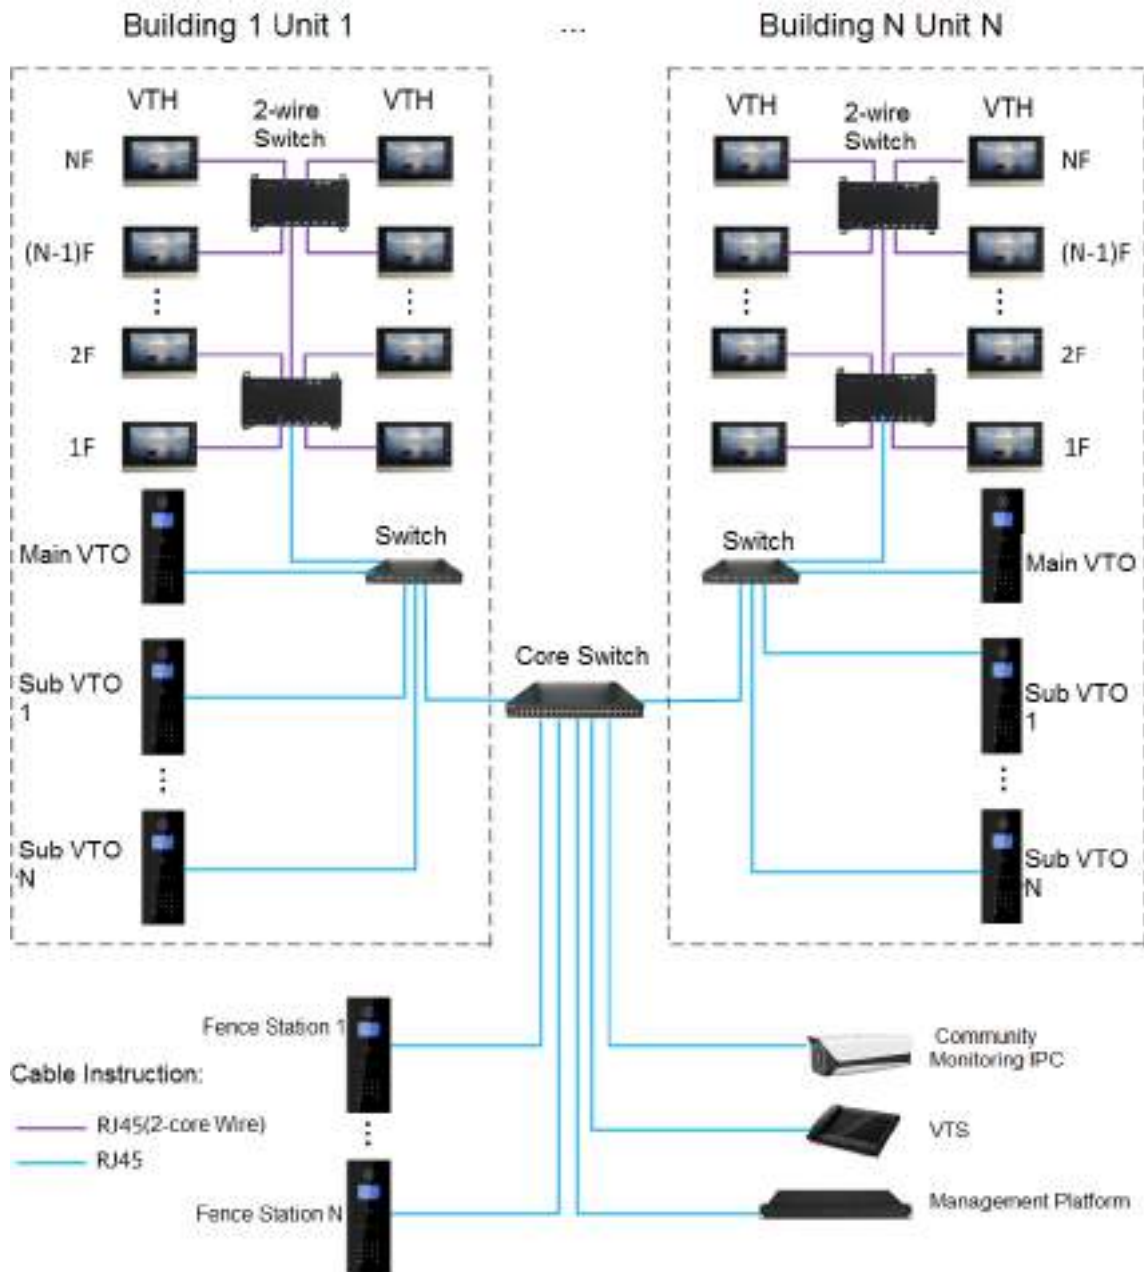 Building 1 Unit 1 ... Building N Unit N
VTH
2-wire
Switch
VTH
NF
(N-1)F
2F
1F
Main VTO
Switch
Sub VTO
1
Sub VTO
N
VTH
2-wire
Switch
VTH
NF
(N-1)F
2F
1F
Switch
Main VTO
Sub VTO
1
Sub VTO
N
Core Switch
Fence Station 1
Fence Station N
Community
Monitoring IPC
VTS
Management Platform
Cable Instruction:
RJ45(2-core Wire)
RJ45